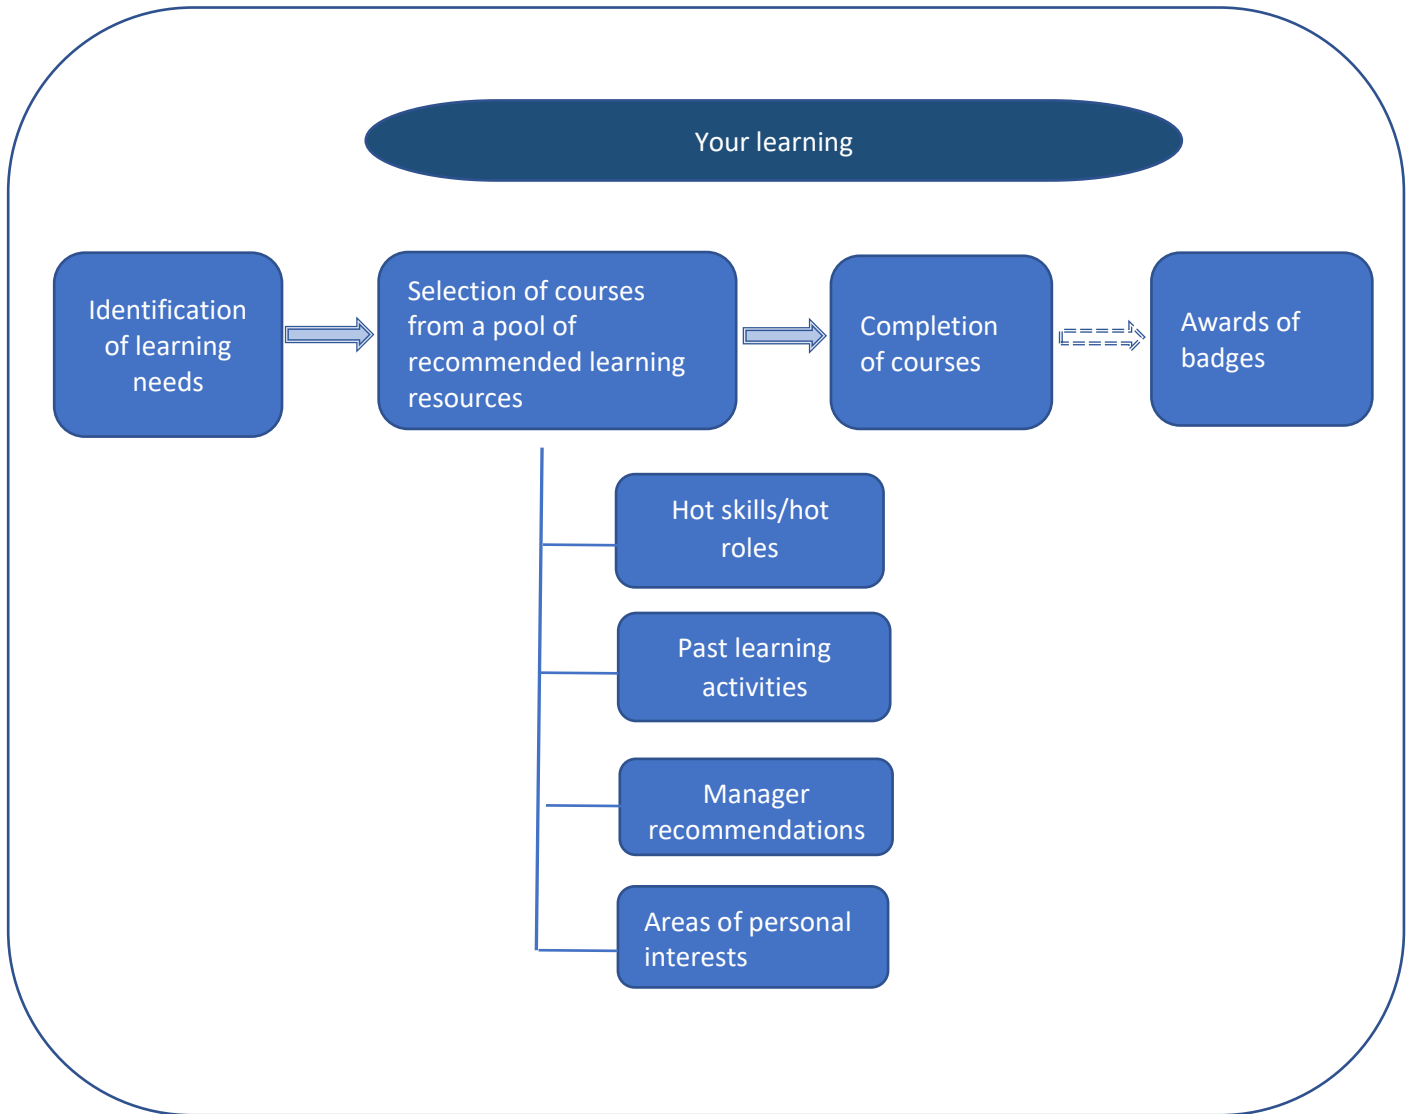 Your learning
Identification
of learning
needs
Selection of courses
from a pool of
recommended learning
resources
Completion
of courses
Awards of
badges
Hot skills/hot
roles
Past learning
activities
Manager
recommendations
Areas of personal
interests